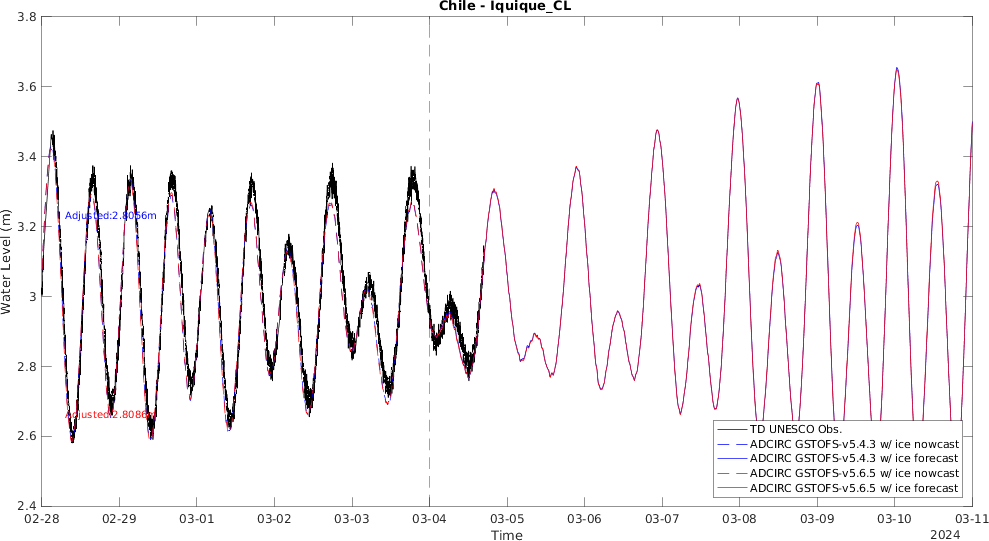 Chile - Iquique_CL
3.8
3.6
3.4
3.2
3
2.8
2.6
2.4
Water Level (m)
Adjusted:2.8056m
Adjusted:2.8086m
TD UNESCO Obs.
ADCIRC GSTOFS-v5.4.3 w/ ice nowcast
ADCIRC GSTOFS-v5.4.3 w/ ice forecast
ADCIRC GSTOFS-v5.6.5 w/ ice nowcast
ADCIRC GSTOFS-v5.6.5 w/ ice forecast
02-28 02-29 03-01 03-02 03-03 03-04 03-05 03-06 03-07 03-08 03-09 03-10 03-11
Time
2024